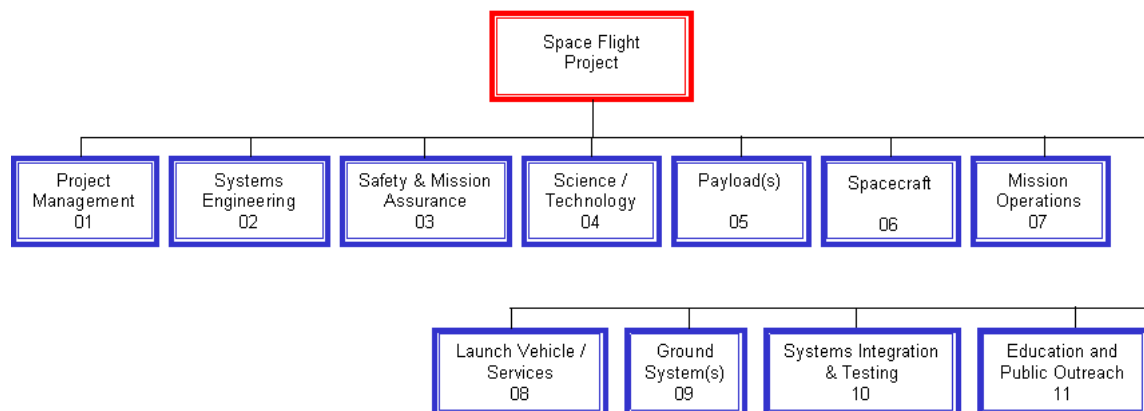 Space Flight
Project
Project
Management
01
Systems
Engineering
02
Safety & Mission
Assurance
03
Science /
Technology
04
Payload(s)
05
Spacecraft
06
Mission
Operations
07
Launch Vehicle /
Services
08
Ground
System(s)
09
Systems Integration
& Testing
10
Education and
Public Outreach
11